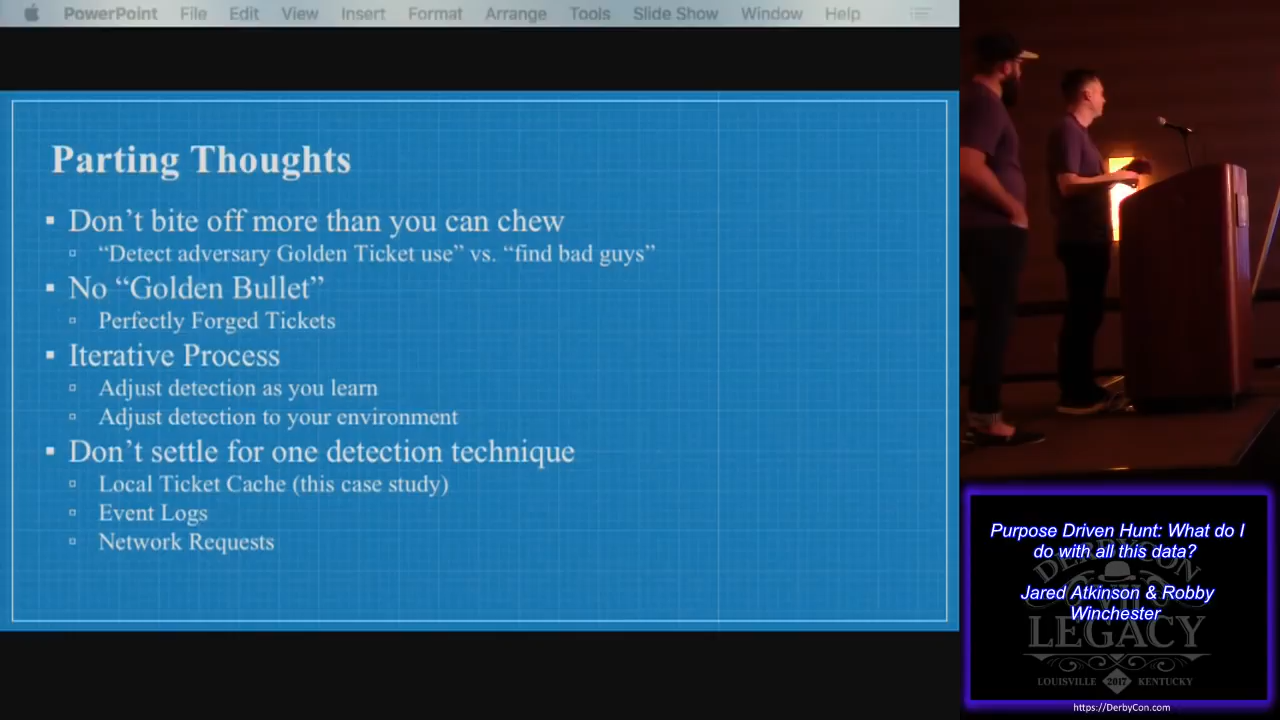 PowerPoint File Edit View Insert Format Arrange Tools Slide Show Window Help
Parting Thoughts
▪ Don’t bite off more than you can chew
▫ “Detect adversary Golden Ticket use” vs. “find bad guys”
▪ No “Golden Bullet”
▫ Perfectly Forged Tickets
▪ Iterative Process
▫ Adjust detection as you learn
▫ Adjust detection to your environment
▪ Don’t settle for one detection technique
▫ Local Ticket Cache (this case study)
▫ Event Logs
▫ Network Requests
Purpose Driven Hunt: What do I
do with all this data?
DERBYCON
Jared Atkinson & Robby
Winchester
LEGACY
LOUISVILLE 2017 KENTUCKY
https://DerbyCon.com